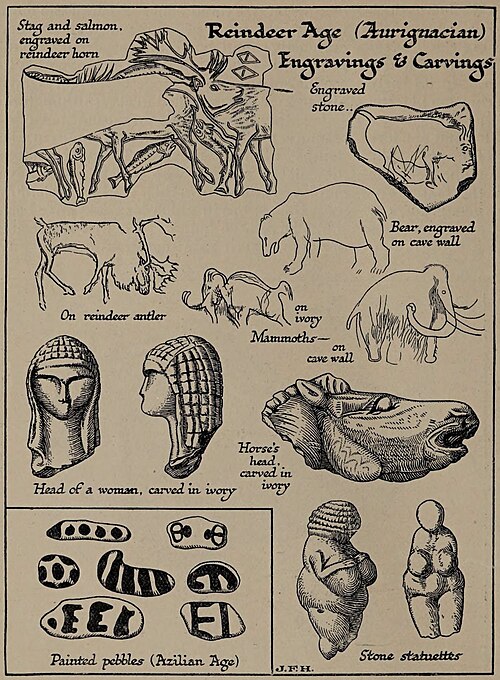 Stag and salmon,
engraved on
reindeer horn
Reindeer Age (Aurignacian)
Engravings & Carvings
Engraved
stone..
Bear, engraved
on cave wall
On reindeer antler
on
ivory
Mammoths—
on
cave wall
Head of a woman, carved in ivory
Horse's
head,
carved in
ivory
Painted pebbles (Azilian Age)
J.F.H.
Stone statuettes